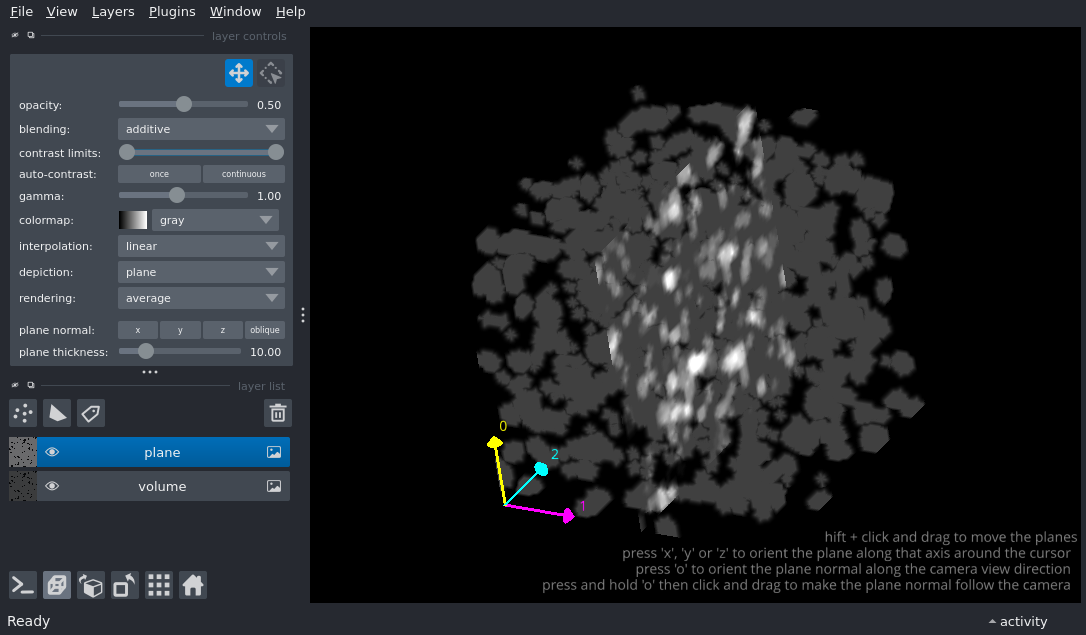 File View Layers Plugins Window Help
layer controls
opacity: 0.50
blending: additive
contrast limits:
auto-contrast: once continuous
gamma: 1.00
colormap: gray
interpolation: linear
depiction: plane
rendering: average
plane normal: x y z oblique
plane thickness: 10.00
layer list
plane
volume
0
2
1
hift + click and drag to move the planes
press 'x', 'y' or 'z' to orient the plane along that axis around the cursor
press 'o' to orient the plane normal along the camera view direction
press and hold 'o' then click and drag to make the plane normal follow the camera
Ready
activity